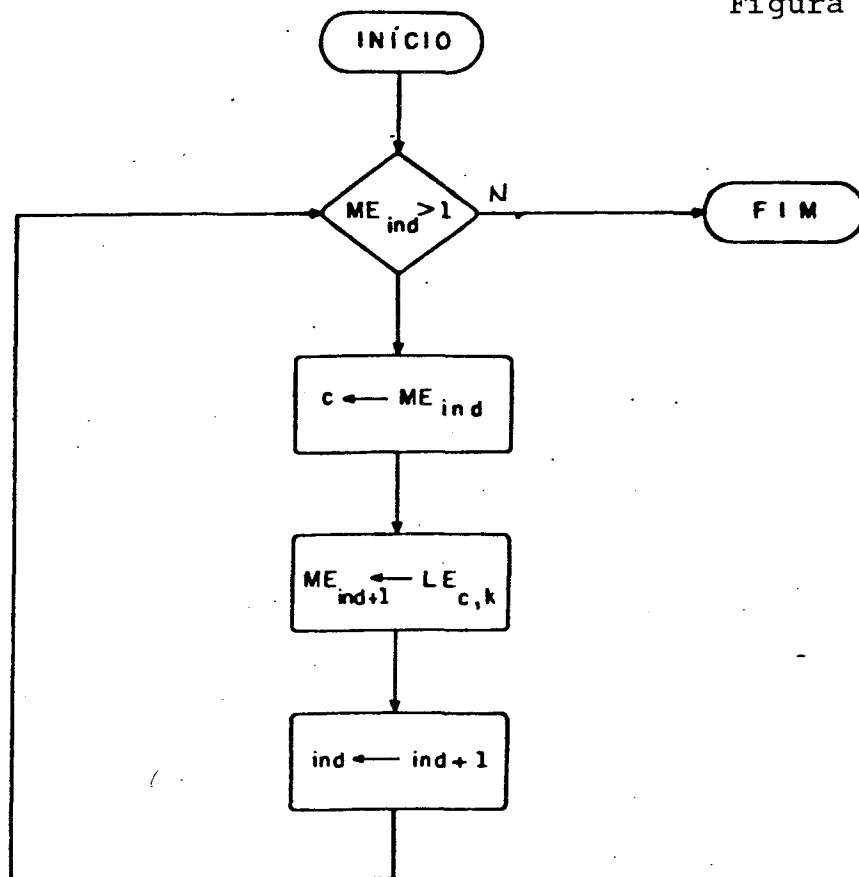 Figura
INÍCIO
ME ind > 1
N
FIM
c ← ME ind
ME ind+1 ← LE c,k
ind ← ind + 1